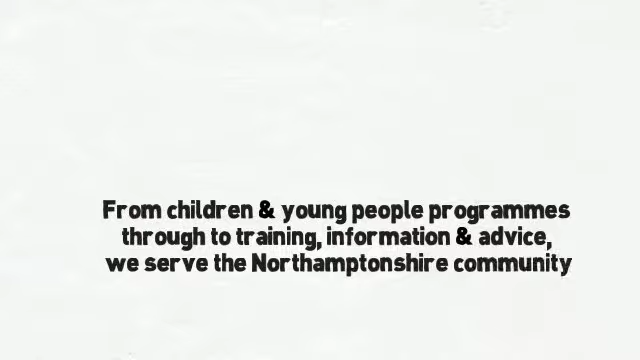 From children & young people programmes
through to training, information & advice,
we serve the Northamptonshire community